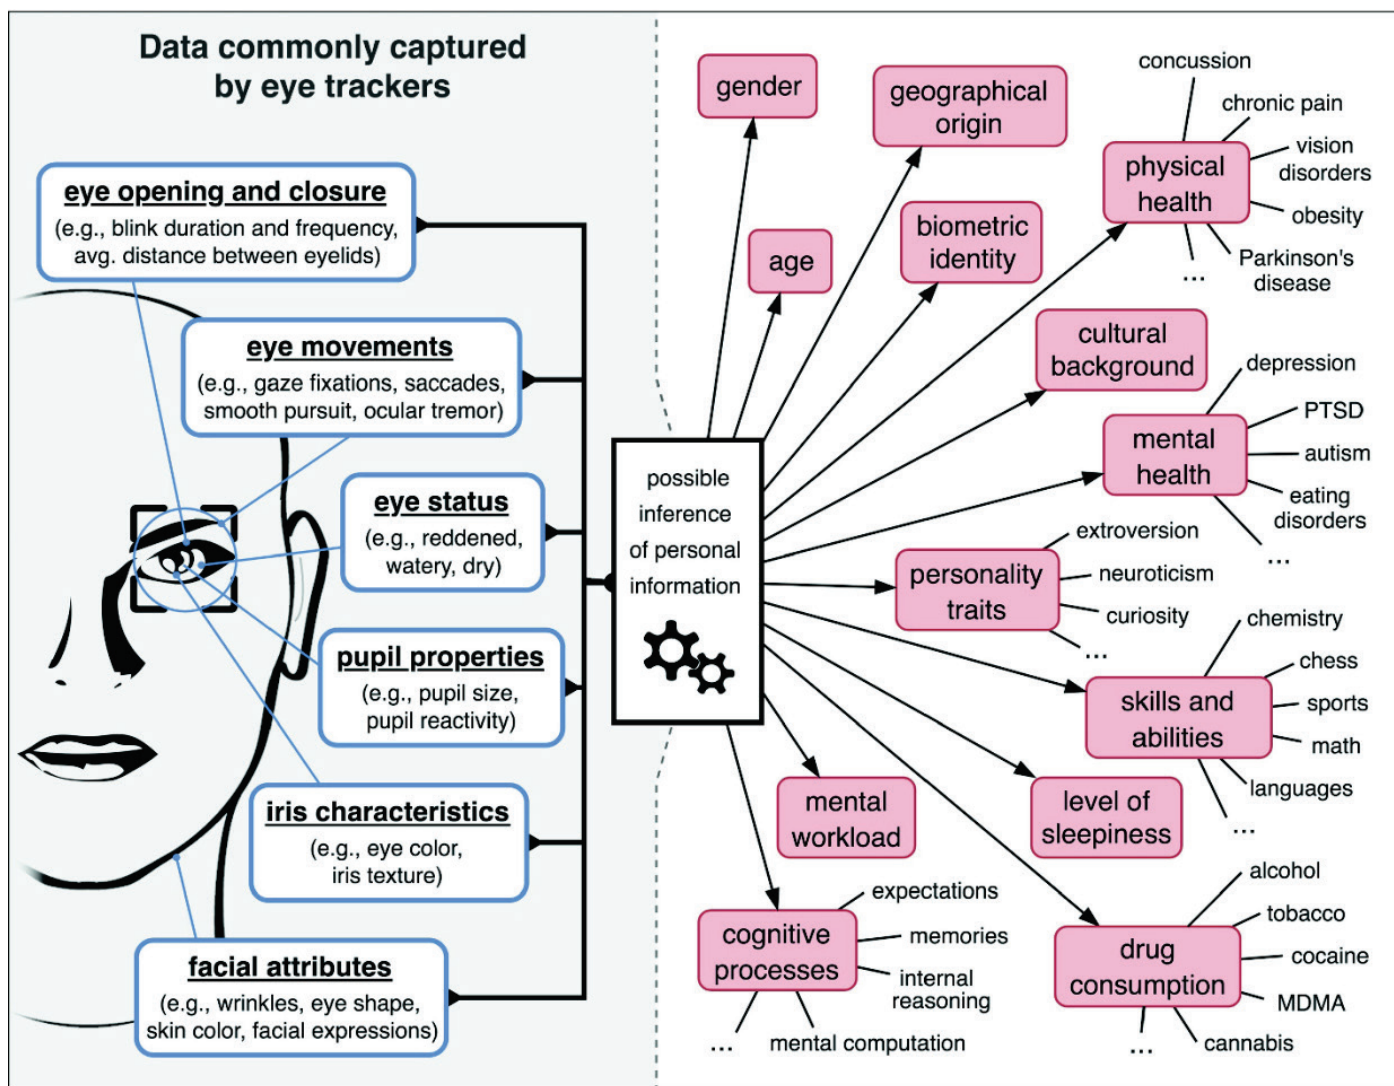 Data commonly captured
by eye trackers
eye opening and closure
(e.g., blink duration and frequency,
avg. distance between eyelids)
eye movements
(e.g., gaze fixations, saccades,
smooth pursuit, ocular tremor)
eye status
(e.g., reddened,
watery, dry)
pupil properties
(e.g., pupil size,
pupil reactivity)
iris characteristics
(e.g., eye color,
iris texture)
facial attributes
(e.g., wrinkles, eye shape,
skin color, facial expressions)
possible
inference
of personal
information
gender
geographical
origin
age
biometric
identity
physical
health
concussion
chronic pain
vision
disorders
obesity
Parkinson's
disease
...
cultural
background
mental
health
depression
PTSD
autism
eating
disorders
...
personality
traits
extroversion
neuroticism
curiosity
...
skills and
abilities
chemistry
chess
sports
math
languages
...
mental
workload
level of
sleepiness
cognitive
processes
expectations
memories
internal
reasoning
mental computation
...
drug
consumption
alcohol
tobacco
cocaine
MDMA
cannabis
...